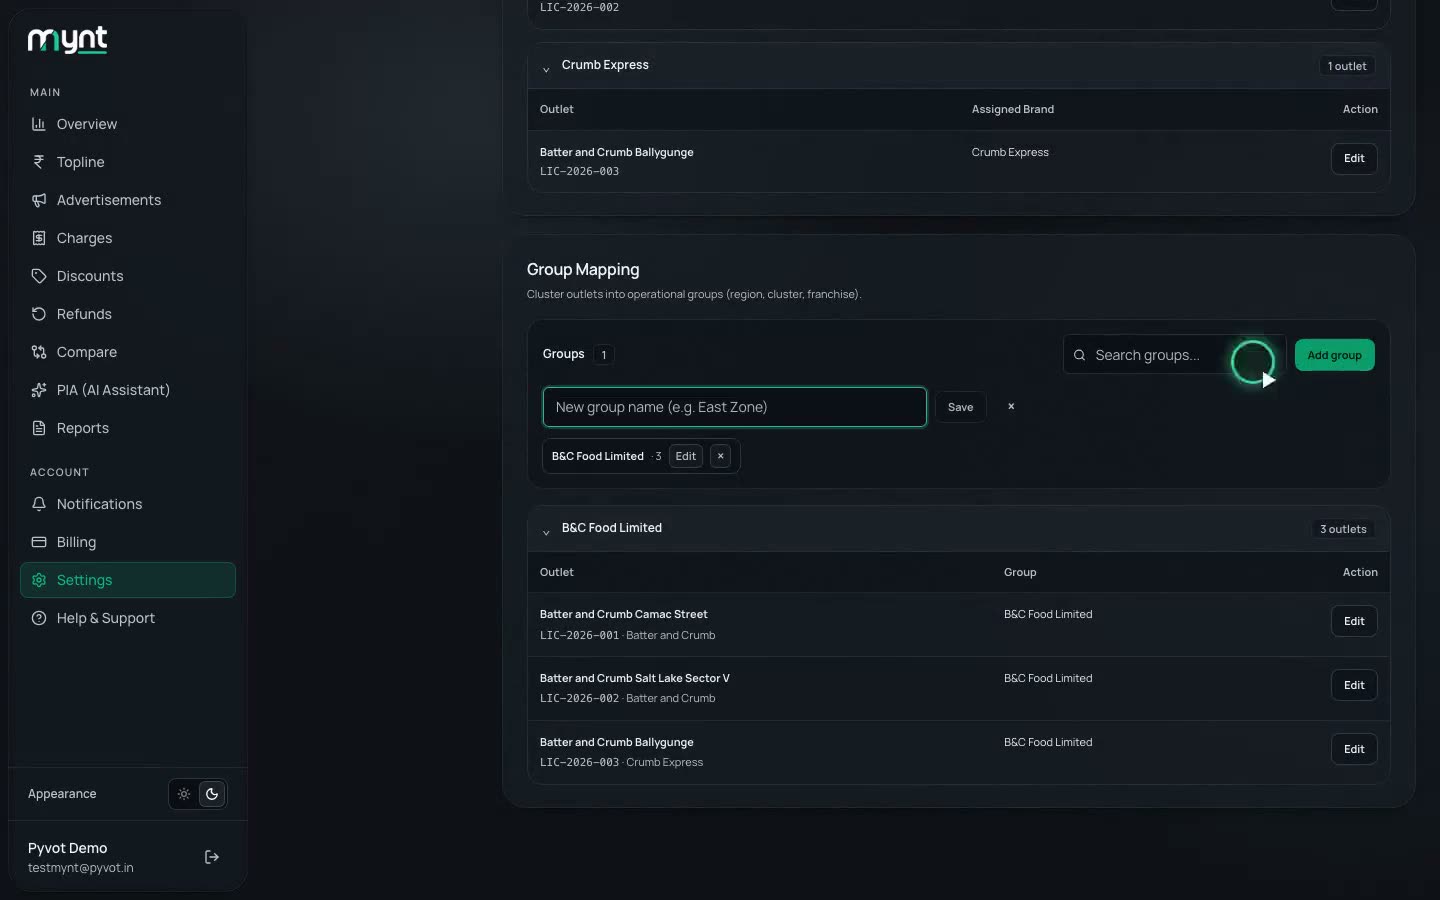 mynt
MAIN
Overview
Topline
Advertisements
Charges
Discounts
Refunds
Compare
PIA (AI Assistant)
Reports
ACCOUNT
Notifications
Billing
Settings
Help & Support
Appearance
Pyvot Demo
testmynt@pyvot.in
LIC-2026-002
Crumb Express
1 outlet
Outlet Assigned Brand Action
Batter and Crumb Ballygunge Crumb Express Edit
LIC-2026-003
Group Mapping
Cluster outlets into operational groups (region, cluster, franchise).
Groups 1 Search groups... Add group
New group name (e.g. East Zone) Save ×
B&C Food Limited · 3 Edit ×
B&C Food Limited 3 outlets
Outlet Group Action
Batter and Crumb Camac Street B&C Food Limited Edit
LIC-2026-001 · Batter and Crumb
Batter and Crumb Salt Lake Sector V B&C Food Limited Edit
LIC-2026-002 · Batter and Crumb
Batter and Crumb Ballygunge B&C Food Limited Edit
LIC-2026-003 · Crumb Express